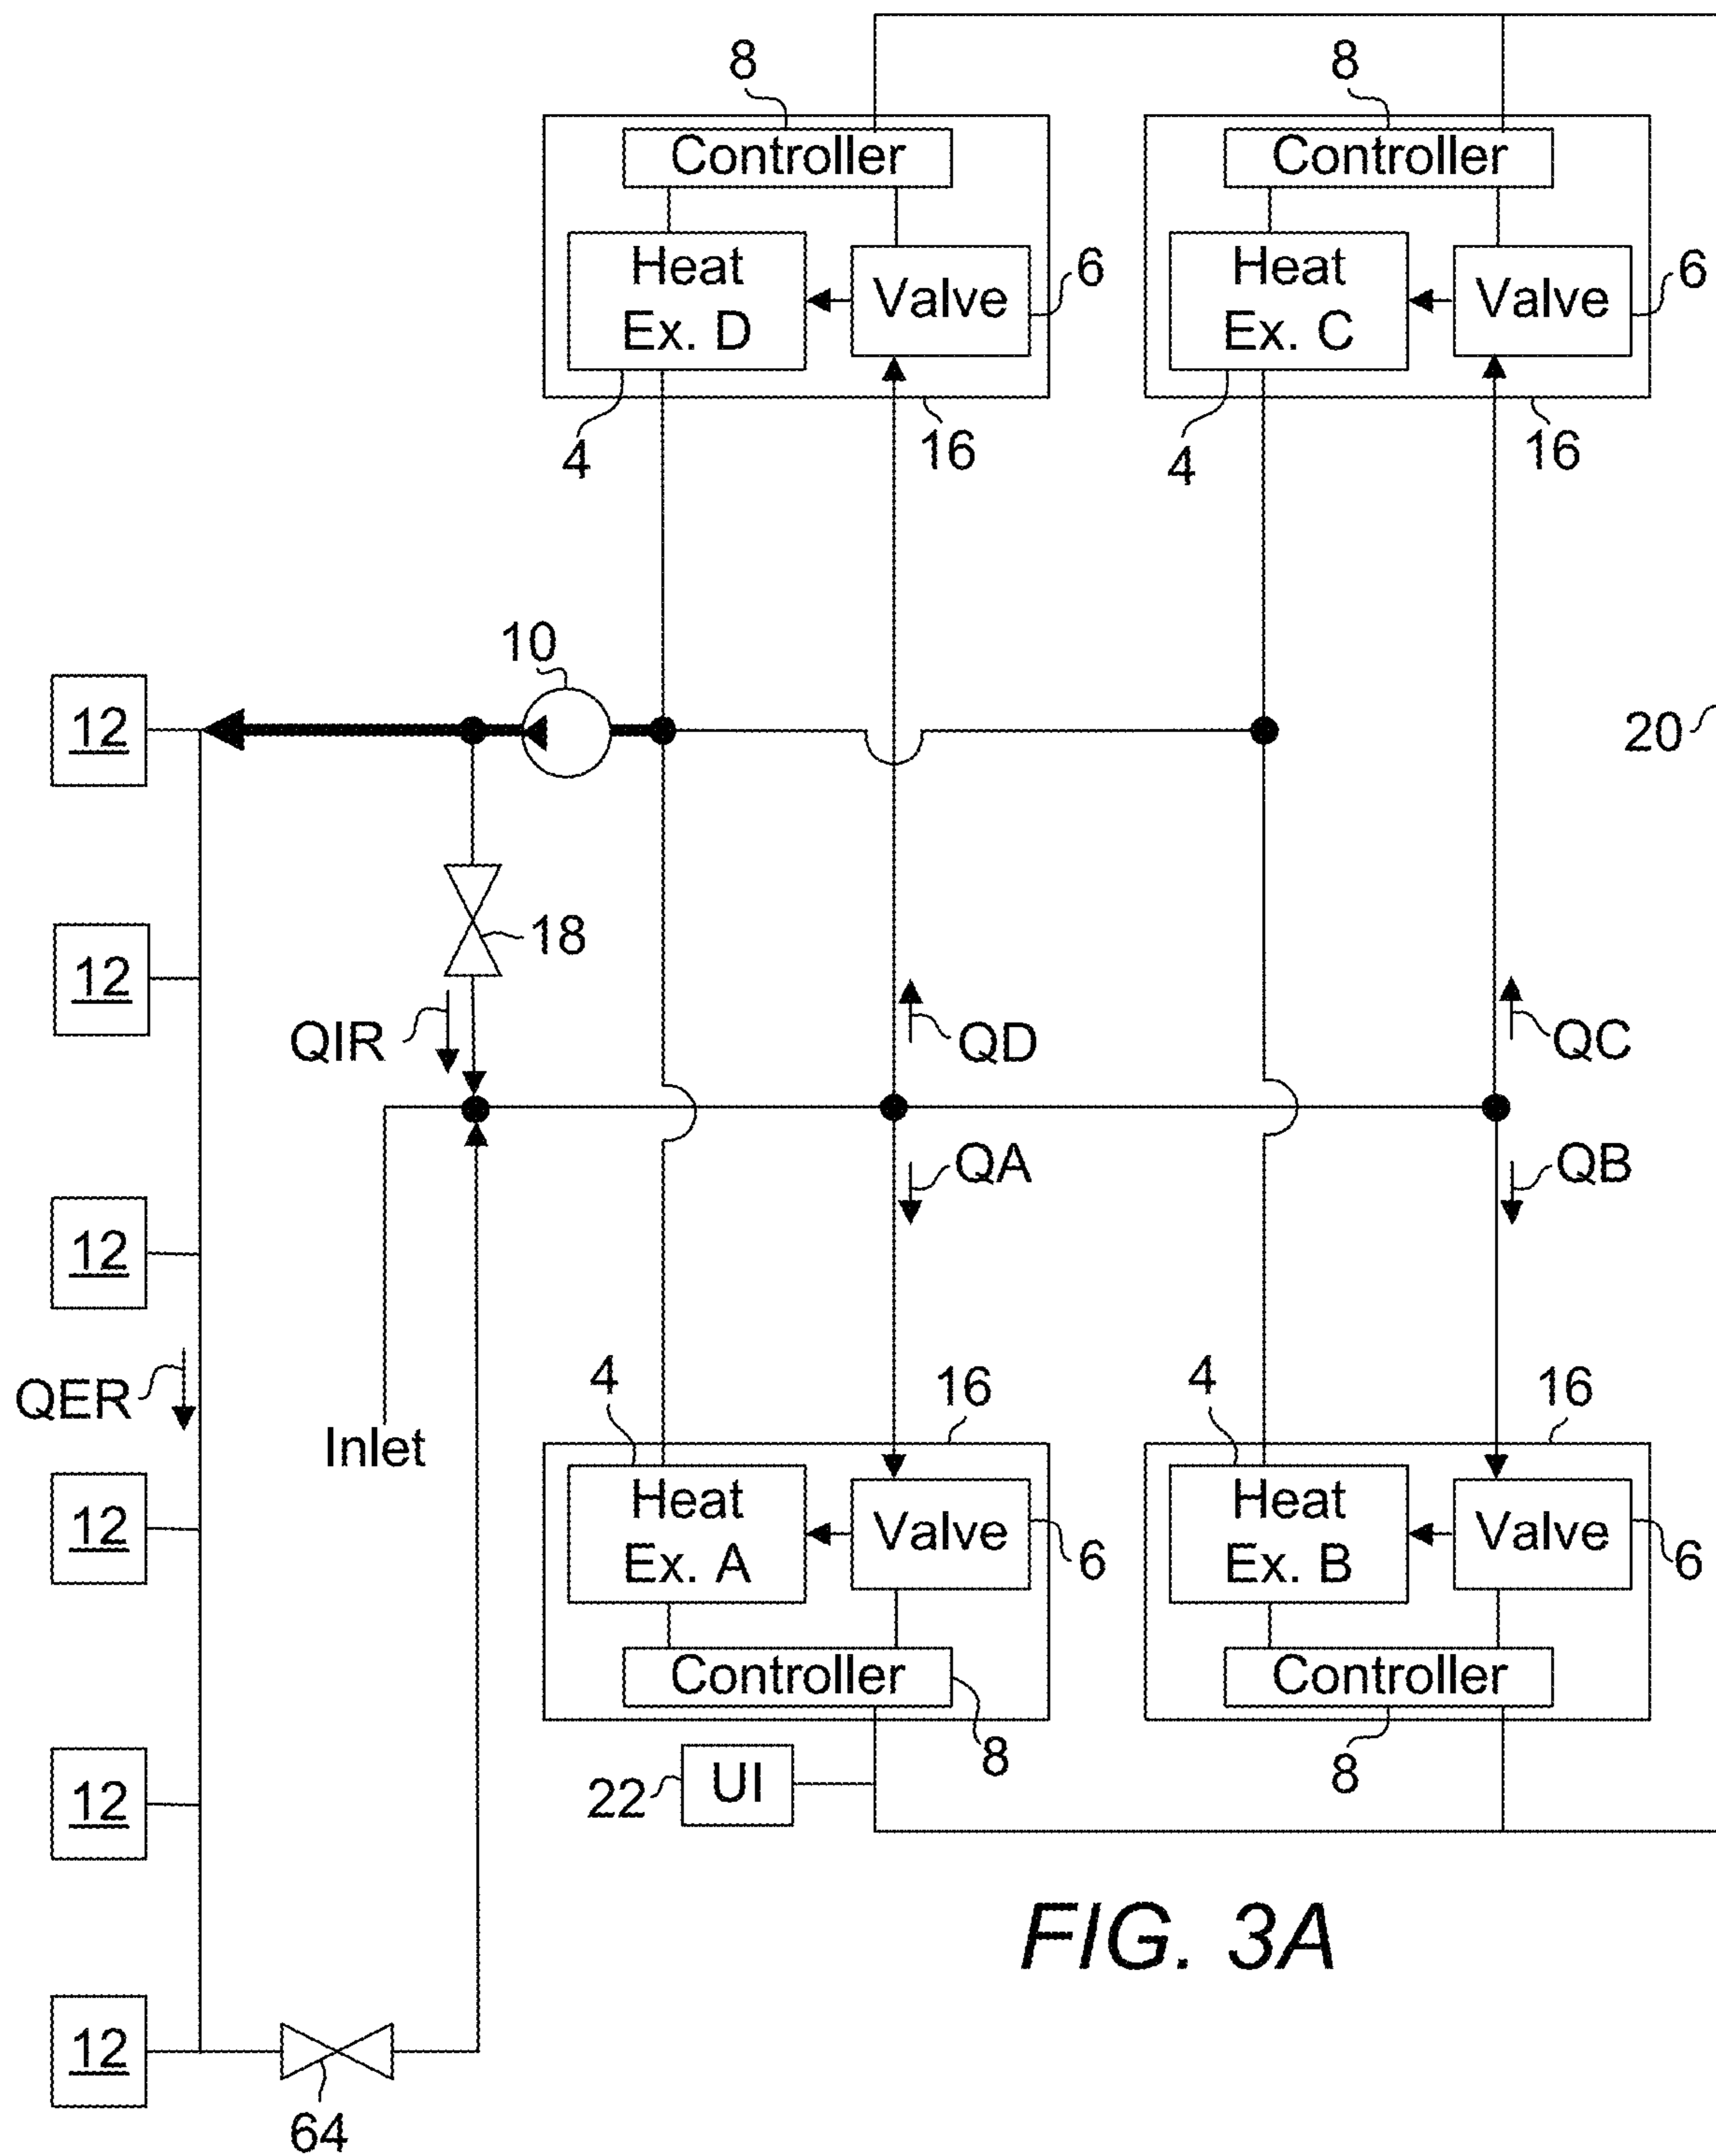 8
8
Controller
Controller
Heat
Ex. D
Valve
6
Heat
Ex. C
Valve
6
4
16
4
16
10
12
20
12
18
QIR
QD
QC
QA
QB
12
QER
Inlet
4
16
4
16
12
Heat
Ex. A
Valve
6
Heat
Ex. B
Valve
6
Controller
Controller
8
8
22
UI
12
FIG. 3A
12
64